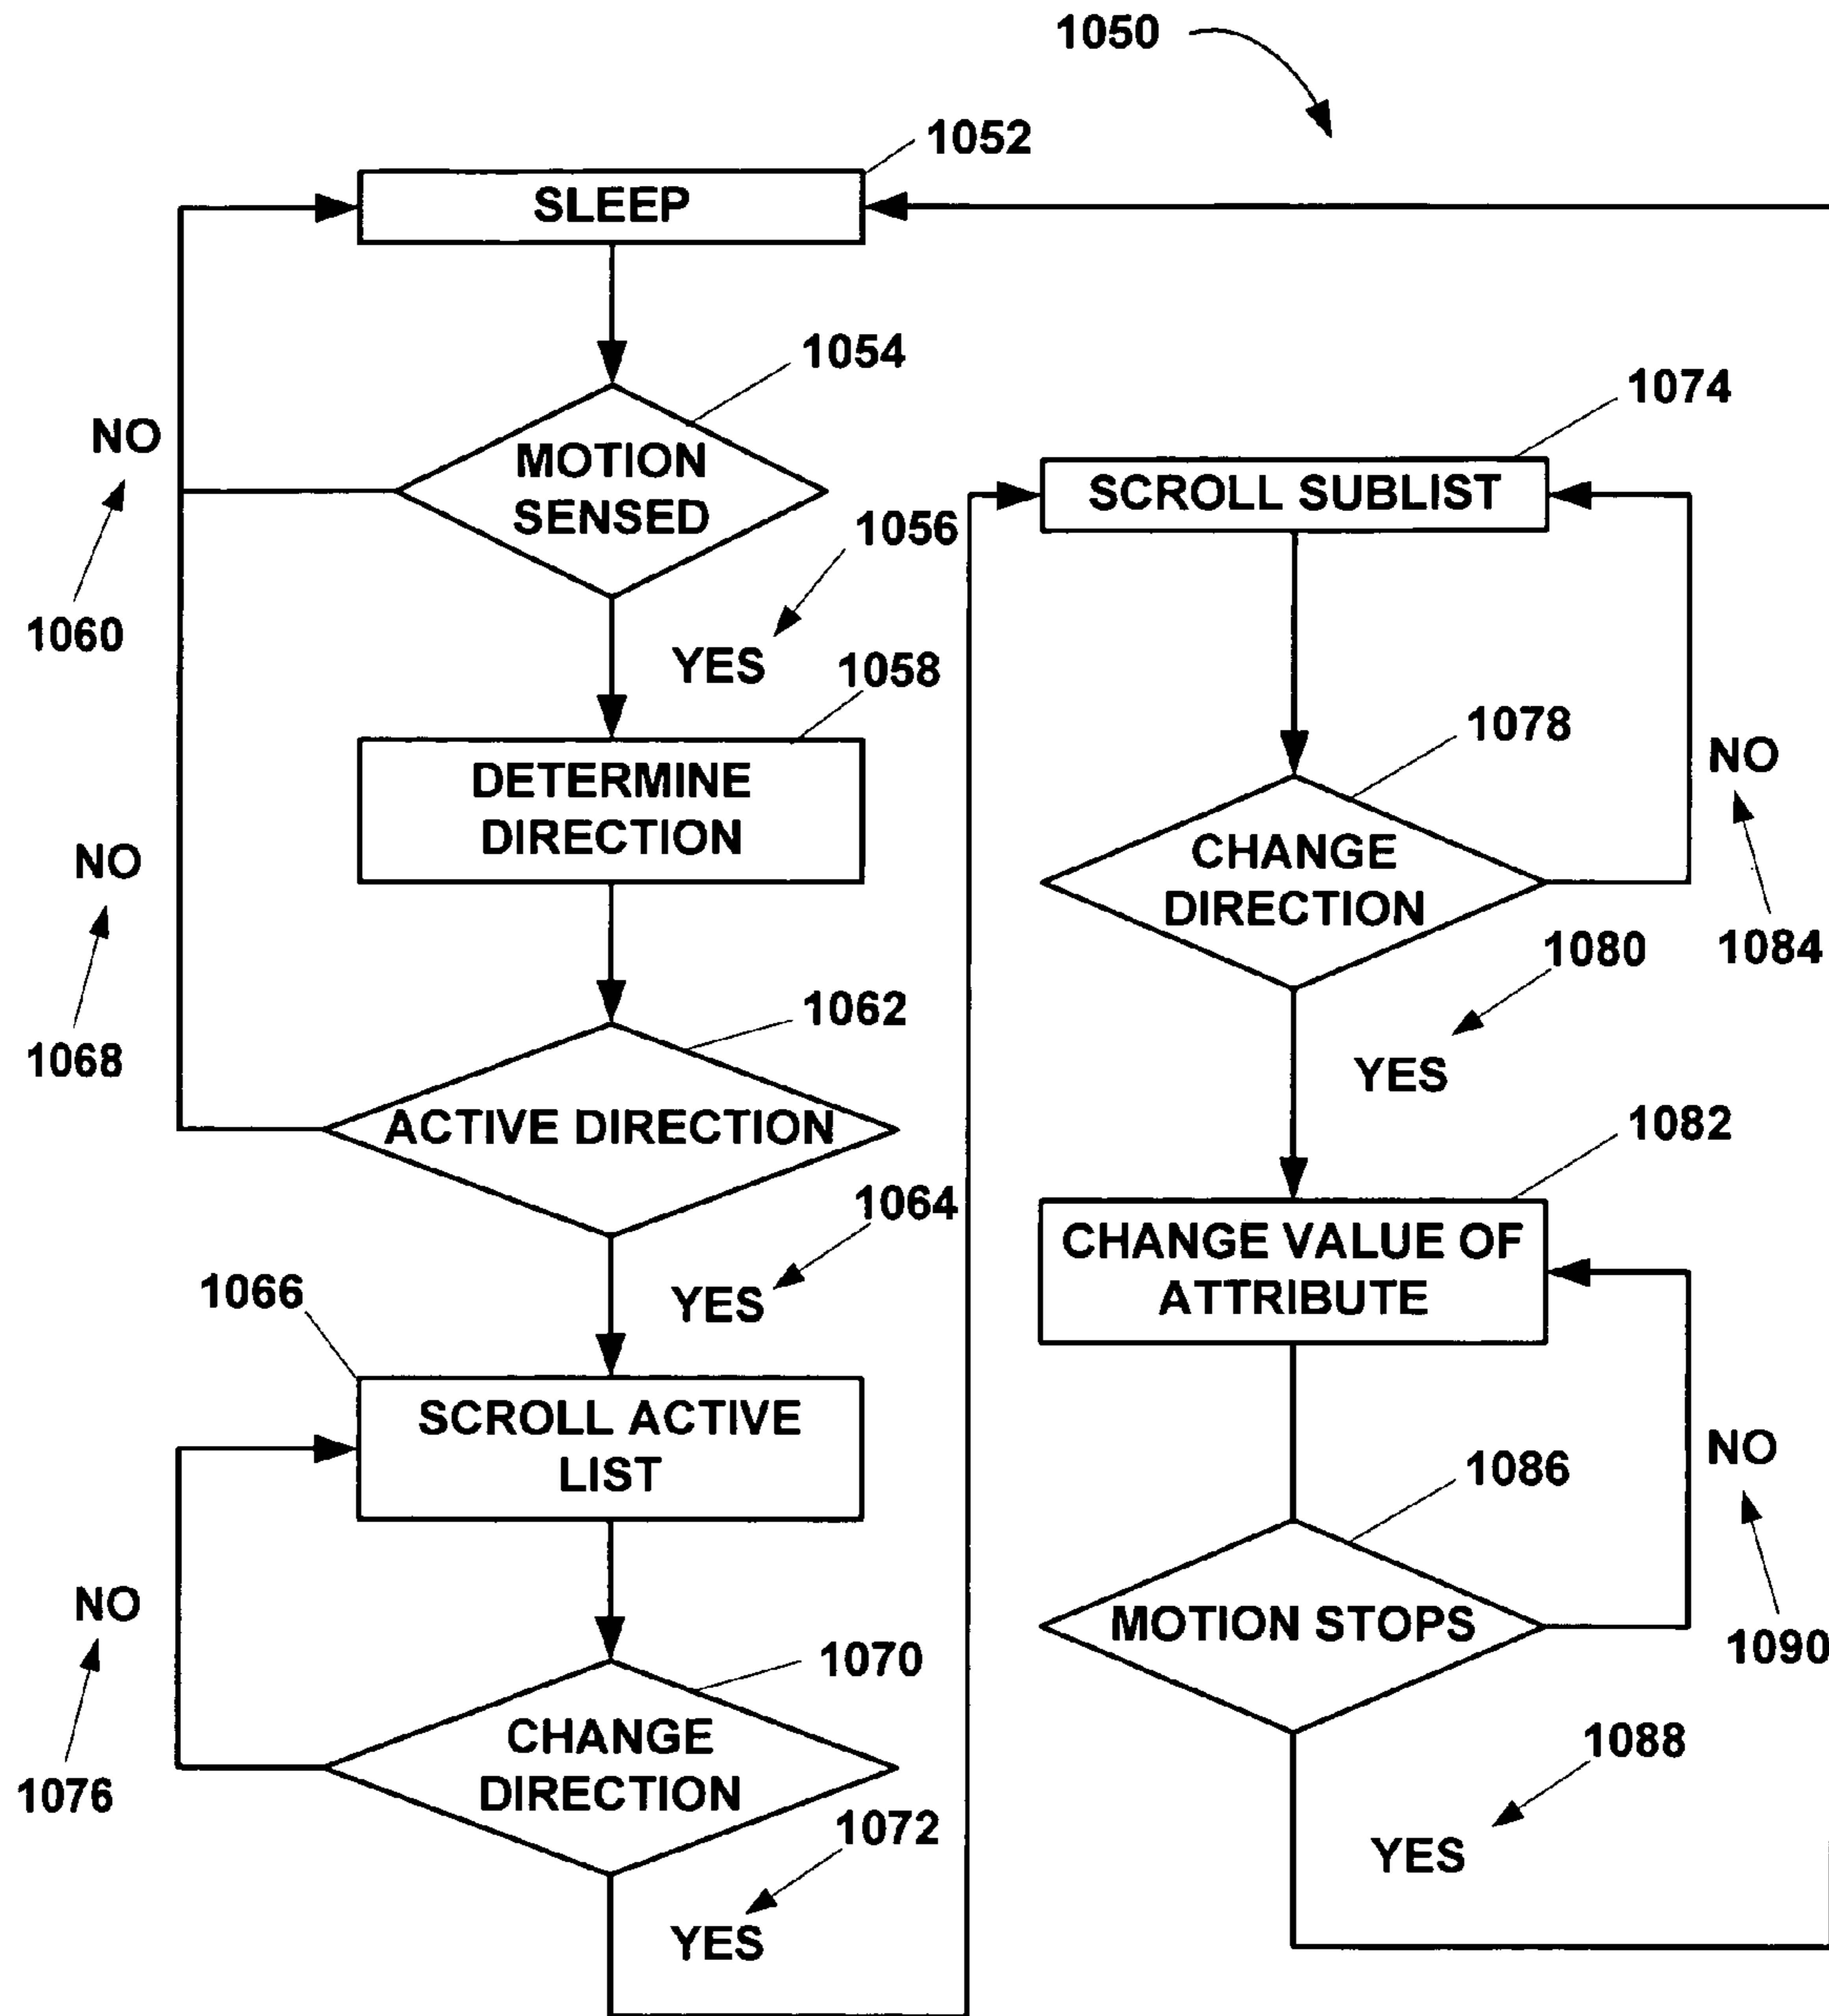 1050
1052
SLEEP
1054
NO
MOTION
SENSED
1056
1060
YES
1058
DETERMINE
DIRECTION
NO
1062
1068
ACTIVE DIRECTION
1064
1066
YES
SCROLL ACTIVE
LIST
NO
1070
1076
CHANGE
DIRECTION
1072
YES
1074
SCROLL SUBLIST
1078
NO
CHANGE
DIRECTION
1080
1084
YES
1082
CHANGE VALUE OF
ATTRIBUTE
NO
1086
MOTION STOPS
1090
1088
YES